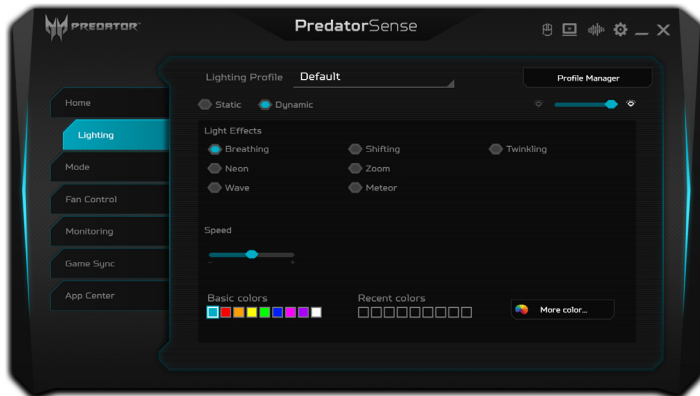 PREDATOR
PredatorSense
Lighting Profile Default
Profile Manager
Home
Static Dynamic
Lighting
Light Effects
Breathing Shifting Twinkling
Mode
Neon Zoom
Wave Meteor
Fan Control
Monitoring
Speed
Game Sync
- +
App Center
Basic colors Recent colors
More color...